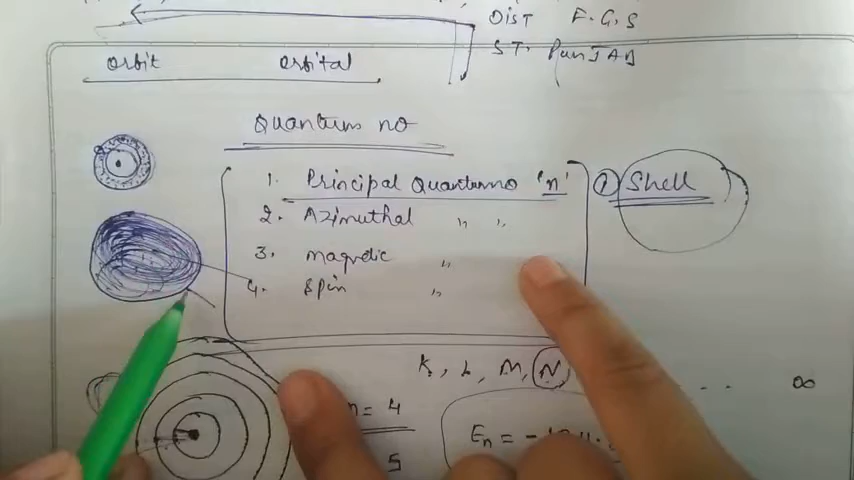 DIST F.G.S
ST. PunJAB
orbit orbital
Quantum no
1. Principal Quantum no 'n' ① Shell
2. Azimuthal " "
3. magnetic "
4. Spin "
K, L, M, N ... ∞
n= 4
En = -
5